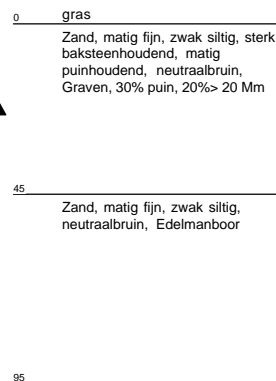 0 gras
Zand, matig fijn, zwak siltig, sterk
baksteenhoudend, matig
puinhoudend, neutraalbruin,
Graven, 30% puin, 20%> 20 Mm
45
Zand, matig fijn, zwak siltig,
neutraalbruin, Edelmanboor
95